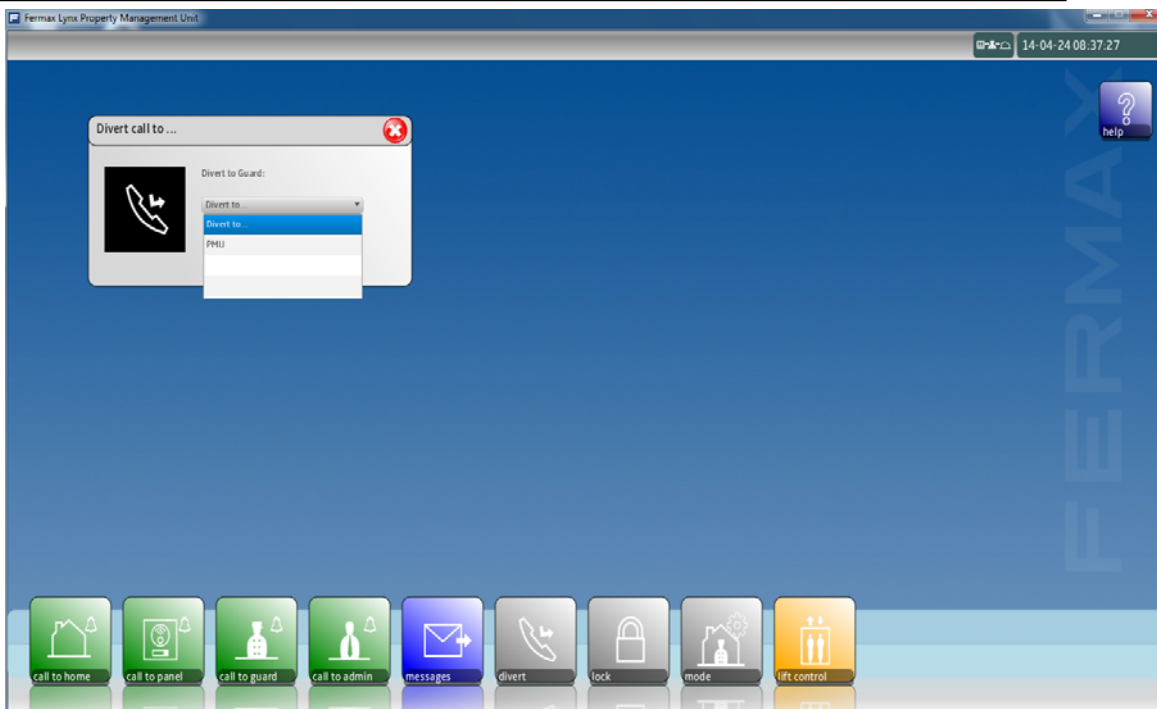 Fermax Lynx Property Management Unit
14-04-24 08:37:27
help
Divert call to ...
Divert to Guard:
Divert to...
Divert to...
PMU
FERMAX
call to home
call to panel
call to guard
call to admin
messages
divert
lock
mode
lift control